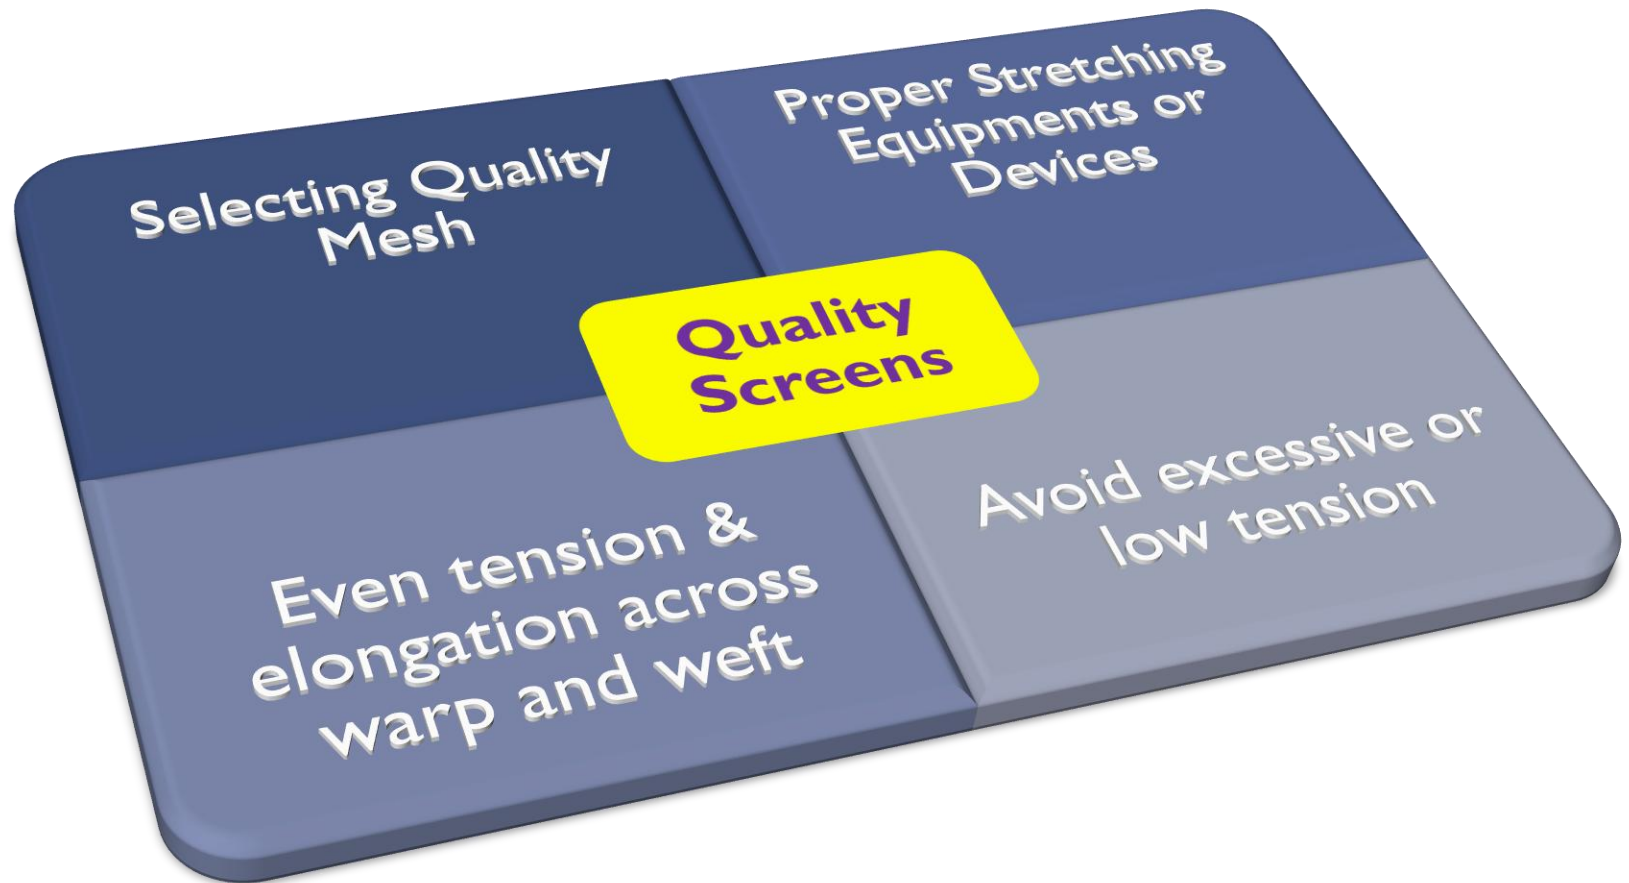 Selecting Quality
Mesh
Proper Stretching
Equipments or
Devices
Quality
Screens
Even tension &
elongation across
warp and weft
Avoid excessive or
low tension